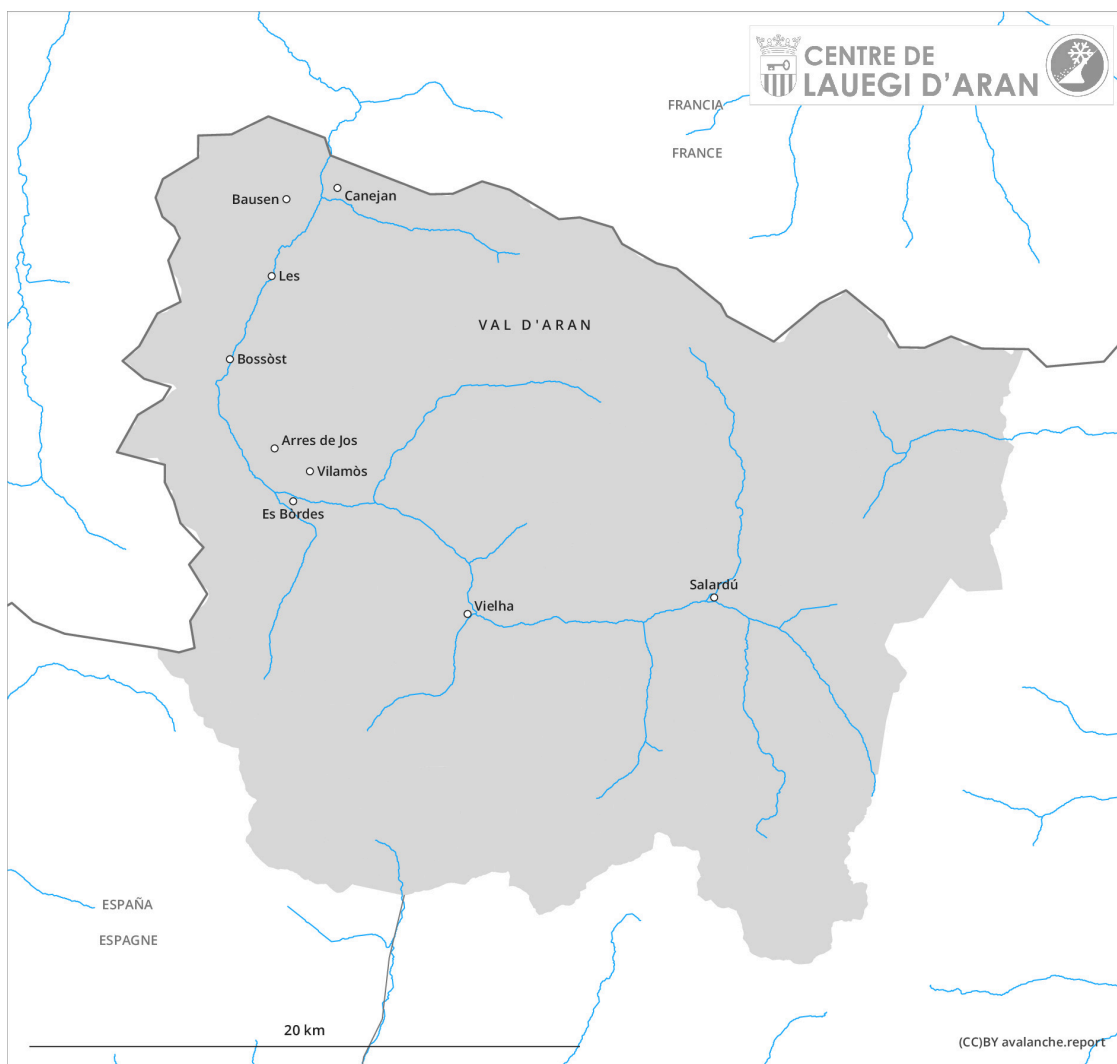 CENTRE DE
LAUEGI D'ARAN
FRANCIA
FRANCE
Bausen
Canejan
Les
VAL D'ARAN
Bossòst
Arres de Jos
Vilamòs
Es Bòrdes
Salardú
Vielha
ESPAÑA
ESPAGNE
20 km
(CC)BY avalanche.report